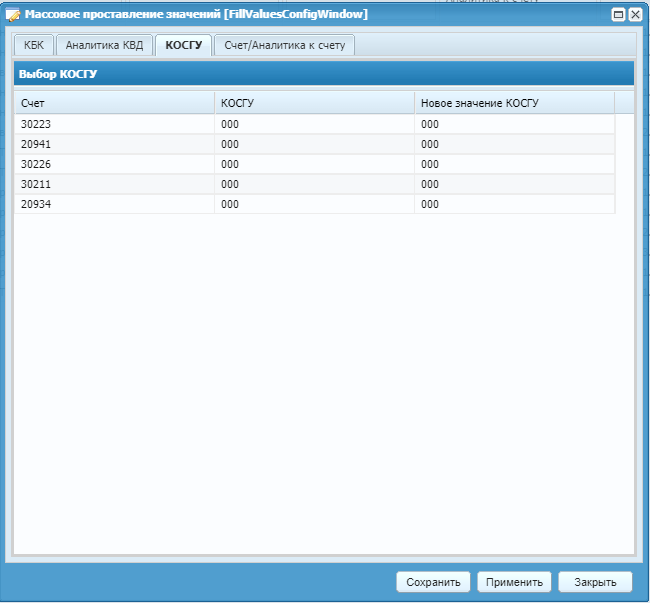 Массовое проставление значений [FillValuesConfigWindow]
КБК Аналитика КВД КОСГУ Счет/Аналитика к счету
Выбор КОСГУ
Счет КОСГУ Новое значение КОСГУ
30223 000 000
20941 000 000
30226 000 000
30211 000 000
20934 000 000
Сохранить Применить Закрыть